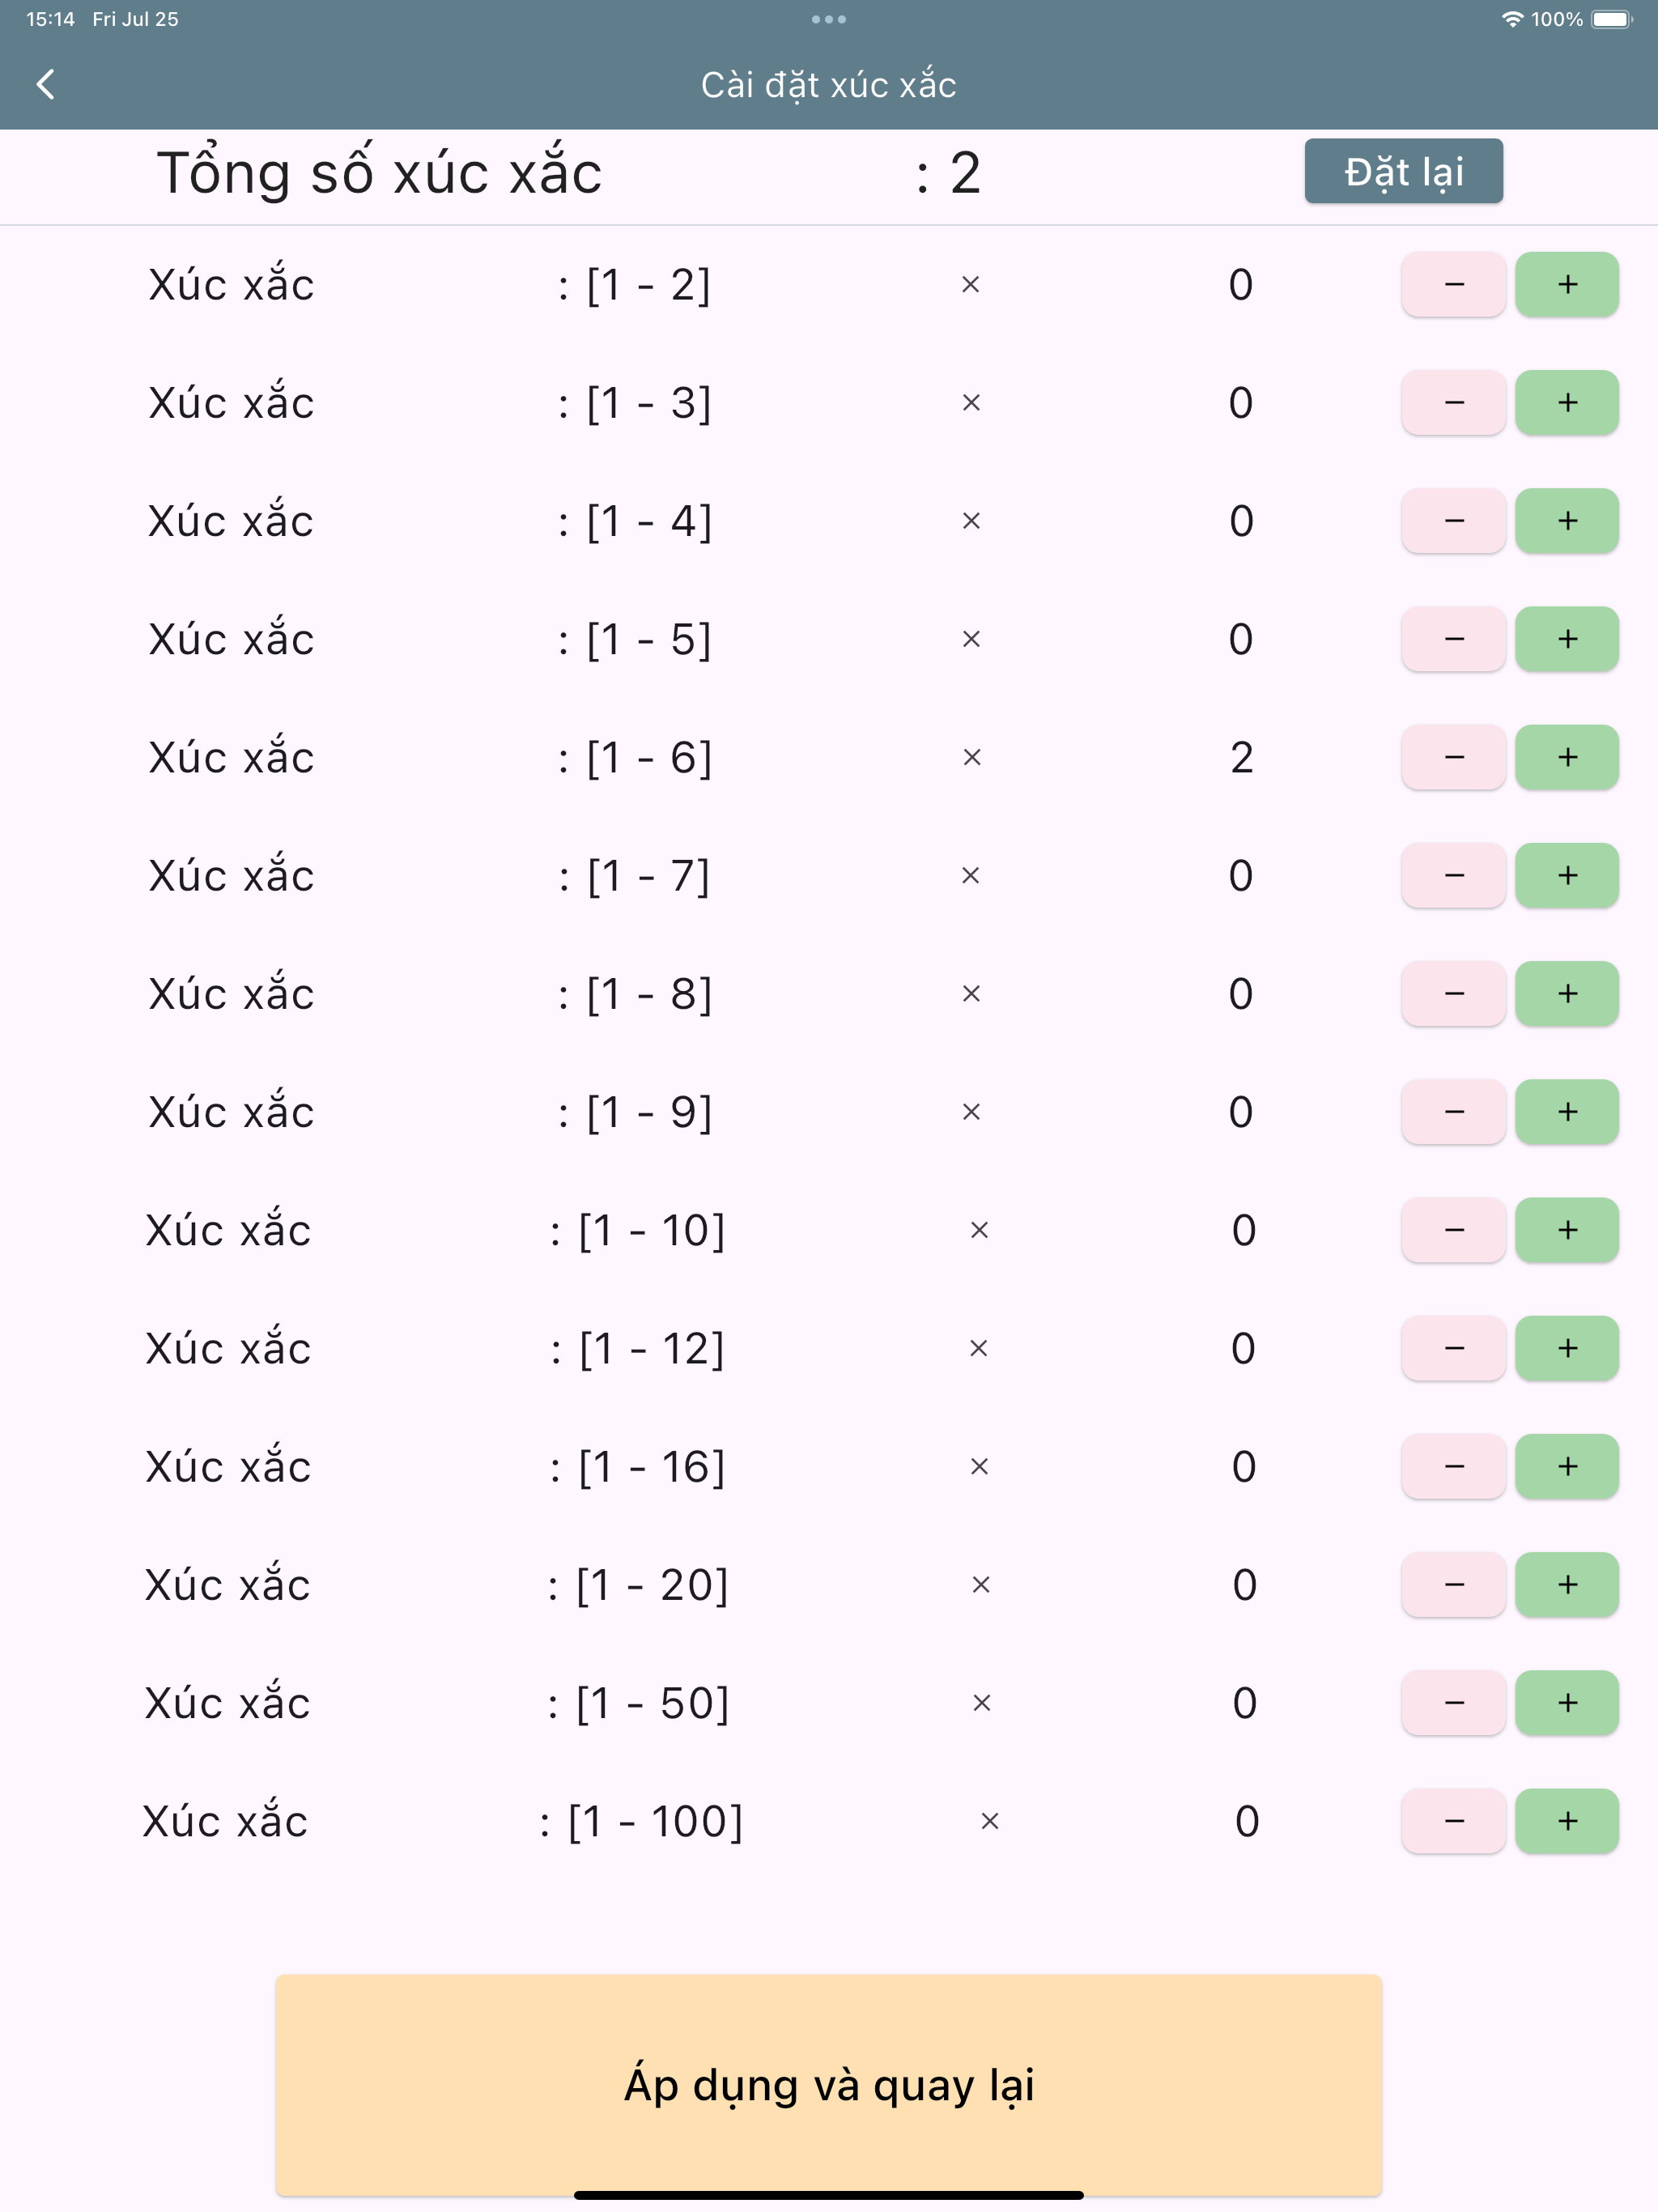 15:14 Fri Jul 25 100%
Cài đặt xúc xắc
Tổng số xúc xắc : 2 Đặt lại
Xúc xắc : [1 - 2] × 0 − +
Xúc xắc : [1 - 3] × 0 − +
Xúc xắc : [1 - 4] × 0 − +
Xúc xắc : [1 - 5] × 0 − +
Xúc xắc : [1 - 6] × 2 − +
Xúc xắc : [1 - 7] × 0 − +
Xúc xắc : [1 - 8] × 0 − +
Xúc xắc : [1 - 9] × 0 − +
Xúc xắc : [1 - 10] × 0 − +
Xúc xắc : [1 - 12] × 0 − +
Xúc xắc : [1 - 16] × 0 − +
Xúc xắc : [1 - 20] × 0 − +
Xúc xắc : [1 - 50] × 0 − +
Xúc xắc : [1 - 100] × 0 − +
Áp dụng và quay lại